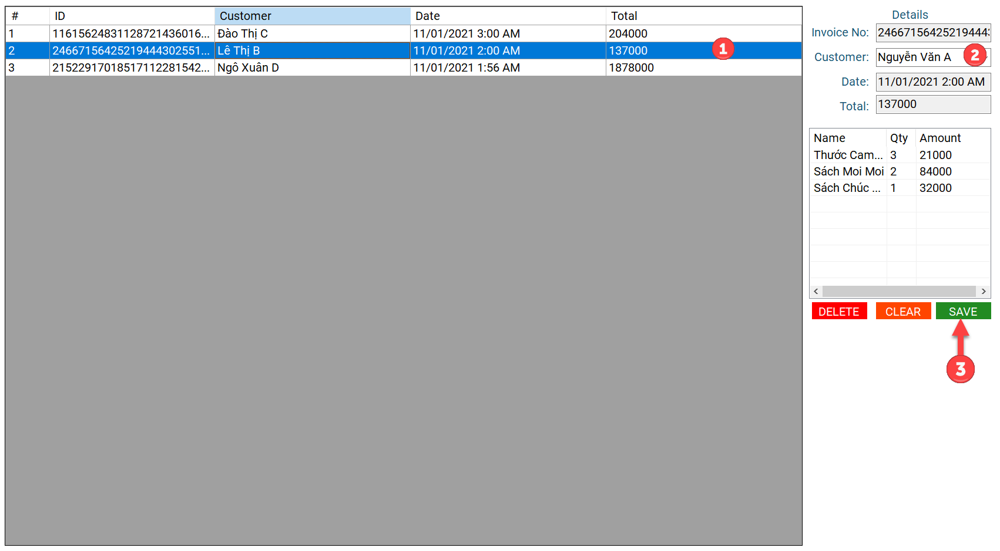 # ID Customer Date Total
1 11615624831128721436016... Đào Thị C 11/01/2021 3:00 AM 204000
2 24667156425219444302551... Lê Thị B 11/01/2021 2:00 AM 137000
3 21522917018517112281542... Ngô Xuân D 11/01/2021 1:56 AM 1878000
1
Details
Invoice No: 24667156425219444
Customer: Nguyễn Văn A
2
Date: 11/01/2021 2:00 AM
Total: 137000
Name Qty Amount
Thước Cam... 3 21000
Sách Moi Moi 2 84000
Sách Chúc ... 1 32000
DELETE CLEAR SAVE
3